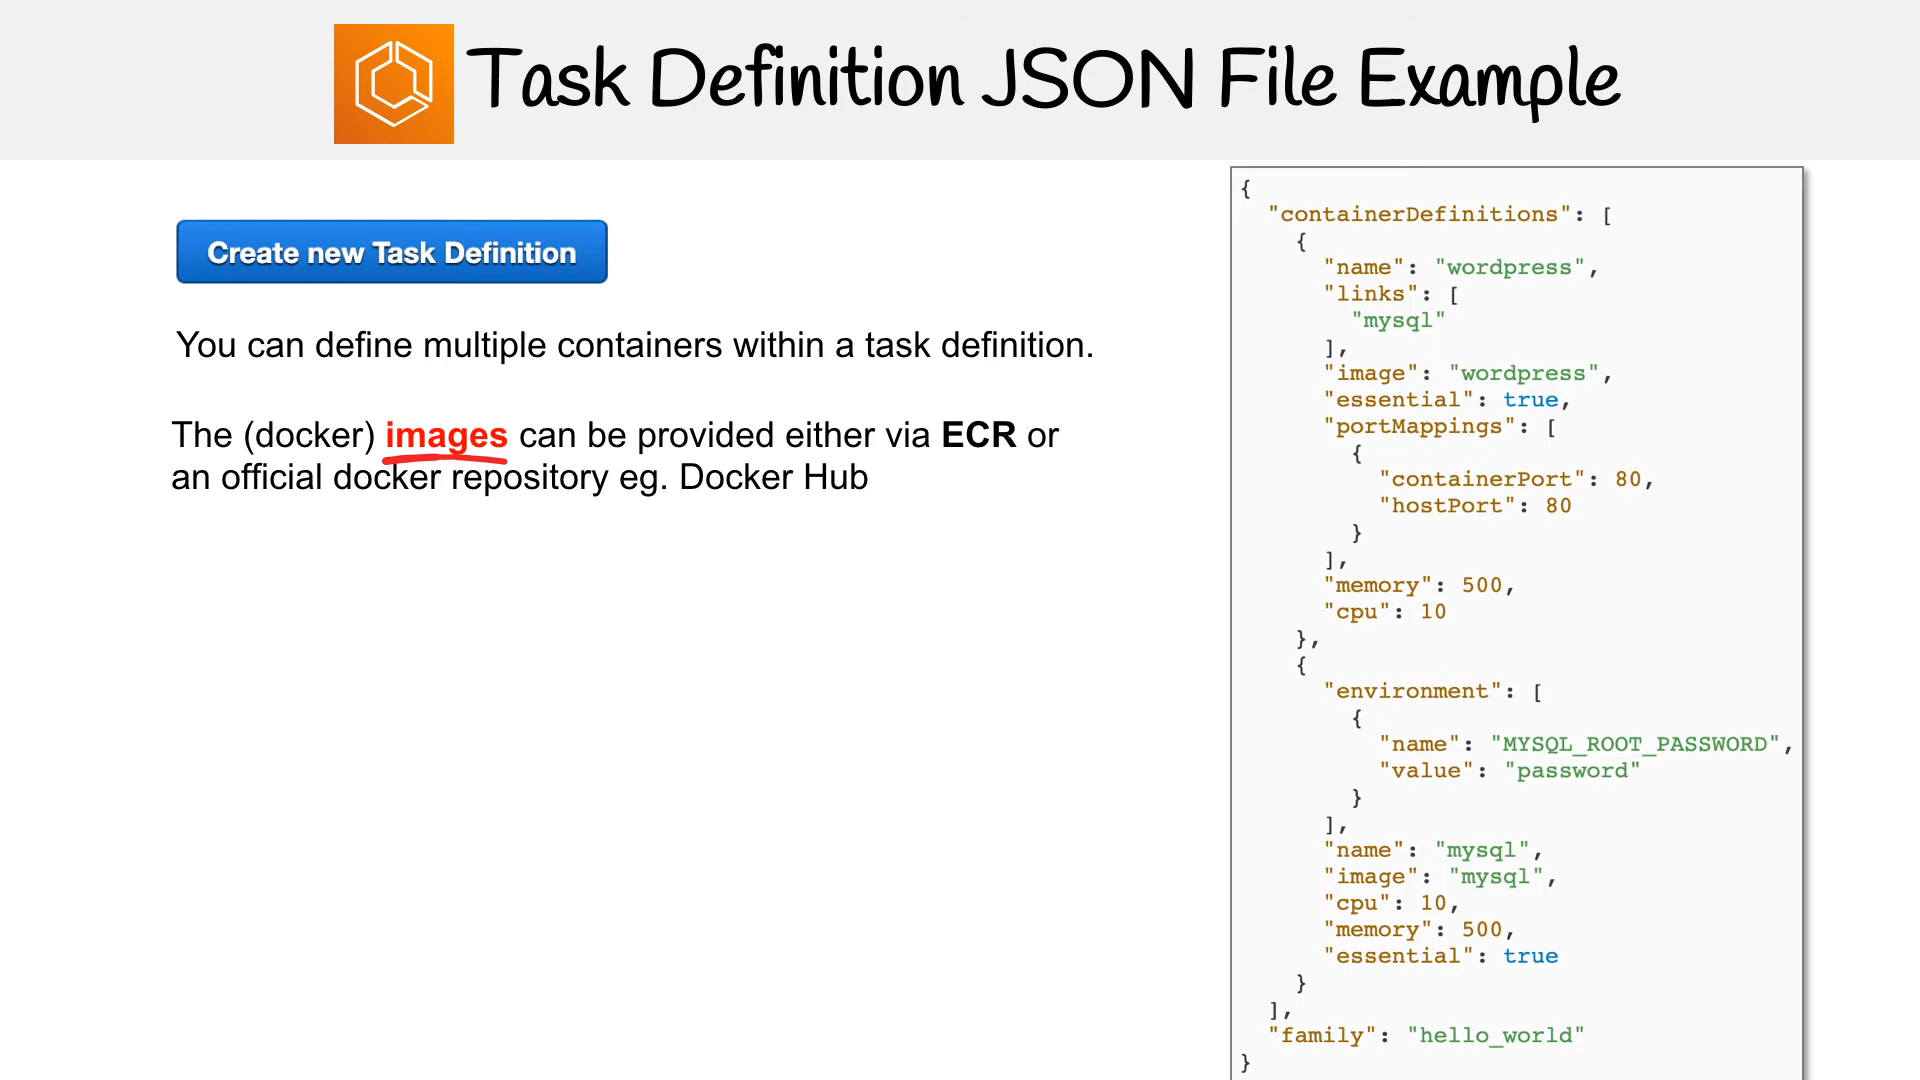 Task Definition JSON File Example
Create new Task Definition
You can define multiple containers within a task definition.
The (docker) images can be provided either via ECR or
an official docker repository eg. Docker Hub
{
  "containerDefinitions": [
    {
      "name": "wordpress",
      "links": [
        "mysql"
      ],
      "image": "wordpress",
      "essential": true,
      "portMappings": [
        {
          "containerPort": 80,
          "hostPort": 80
        }
      ],
      "memory": 500,
      "cpu": 10
    },
    {
      "environment": [
        {
          "name": "MYSQL_ROOT_PASSWORD",
          "value": "password"
        }
      ],
      "name": "mysql",
      "image": "mysql",
      "cpu": 10,
      "memory": 500,
      "essential": true
    }
  ],
  "family": "hello_world"
}